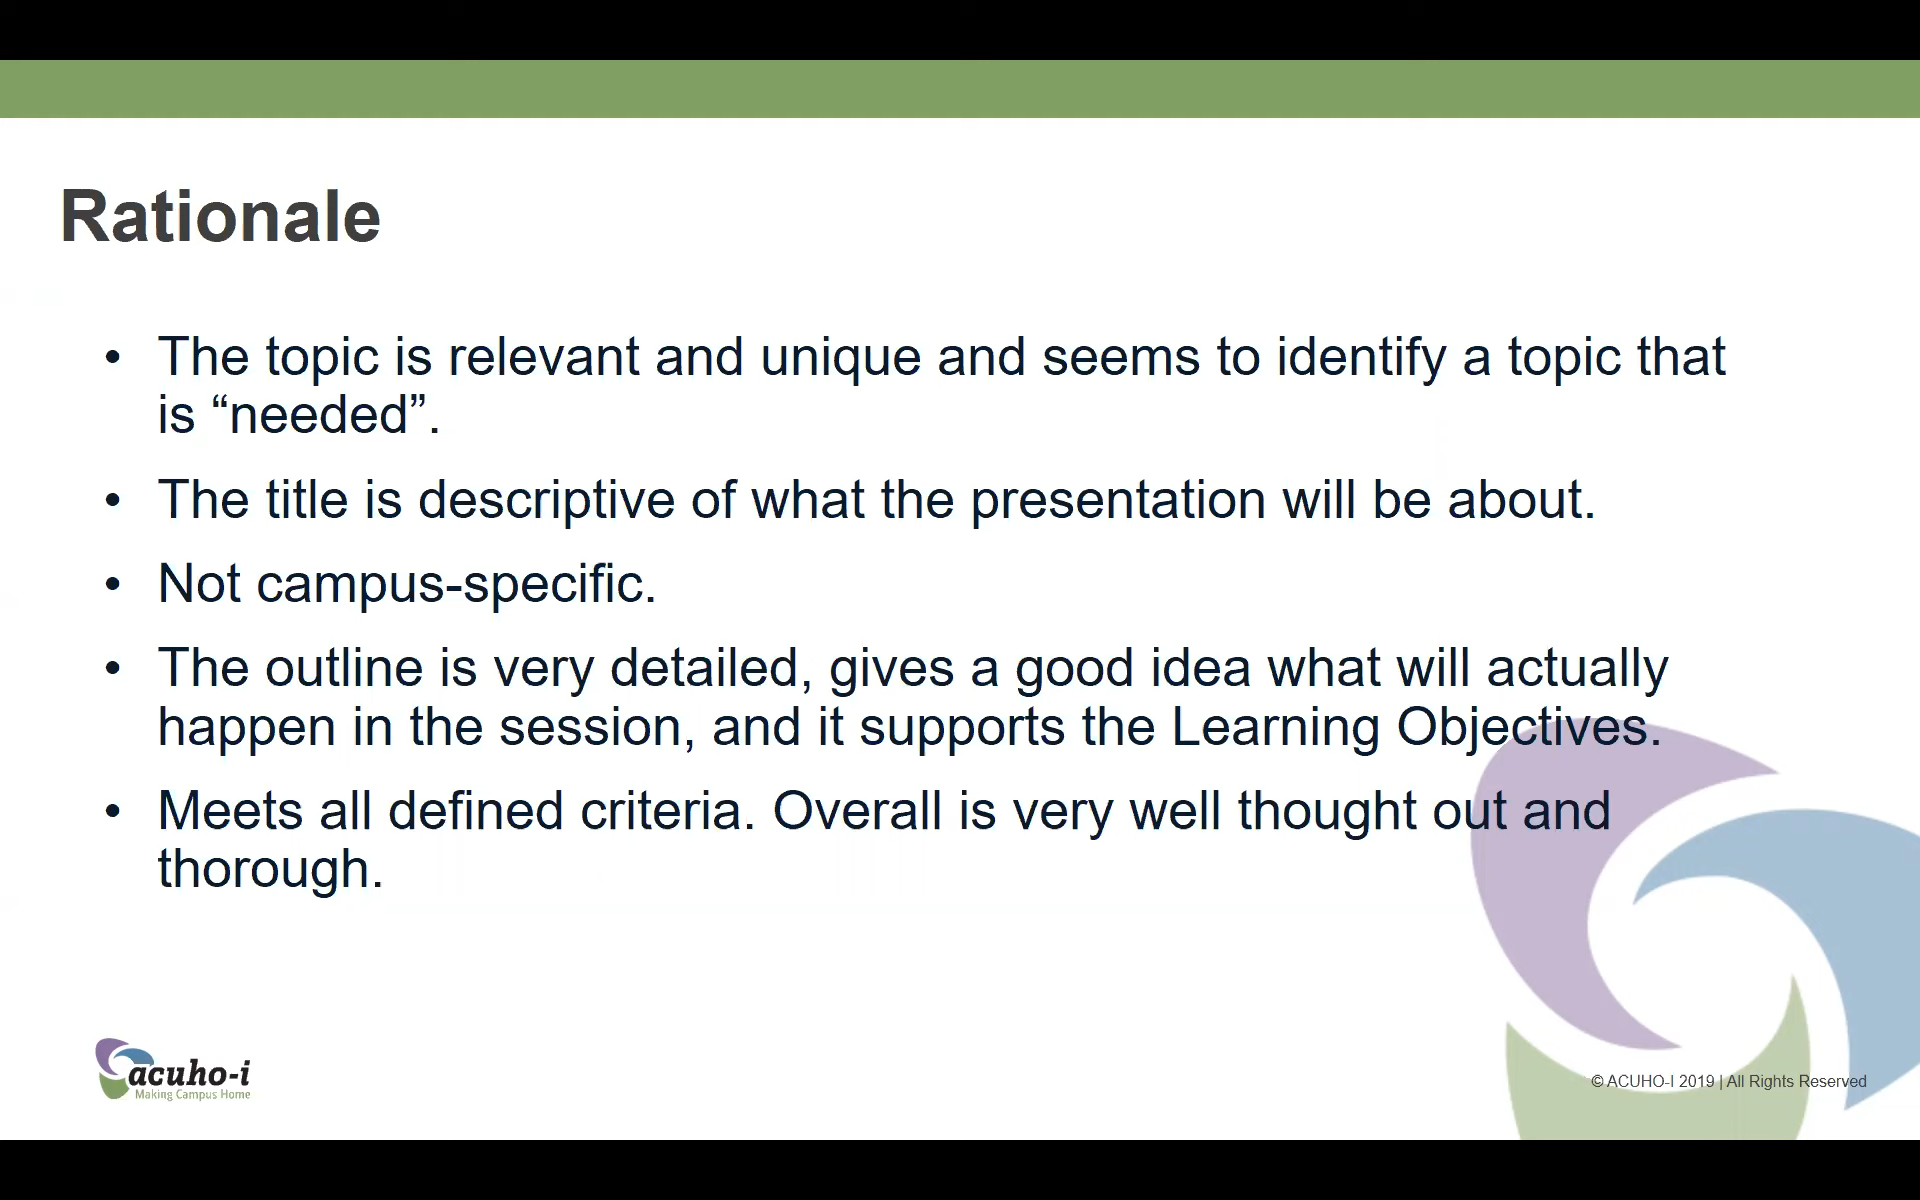 Rationale
• The topic is relevant and unique and seems to identify a topic that
is “needed”.
• The title is descriptive of what the presentation will be about.
• Not campus-specific.
• The outline is very detailed, gives a good idea what will actually
happen in the session, and it supports the Learning Objectives.
• Meets all defined criteria. Overall is very well thought out and
thorough.
acuho-i
Making Campus Home
© ACUHO-I 2019 | All Rights Reserved